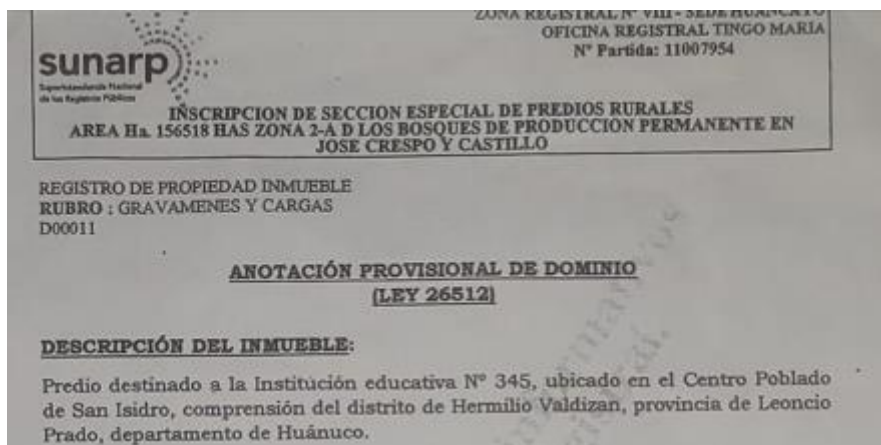 ZONA REGISTRAL Nº VIII - SEDE HUANCAYO
OFICINA REGISTRAL TINGO MARIA
Nº Partida: 11007954
sunarp
Superintendencia Nacional
de los Registros Públicos
INSCRIPCION DE SECCION ESPECIAL DE PREDIOS RURALES
AREA Ha. 156518 HAS ZONA 2-A D LOS BOSQUES DE PRODUCCION PERMANENTE EN
JOSE CRESPO Y CASTILLO
REGISTRO DE PROPIEDAD INMUEBLE
RUBRO : GRAVAMENES Y CARGAS
D00011
ANOTACIÓN PROVISIONAL DE DOMINIO
(LEY 26512)
DESCRIPCIÓN DEL INMUEBLE:
Predio destinado a la Institución educativa Nº 345, ubicado en el Centro Poblado
de San Isidro, comprensión del distrito de Hermilio Valdizan, provincia de Leoncio
Prado, departamento de Huánuco.